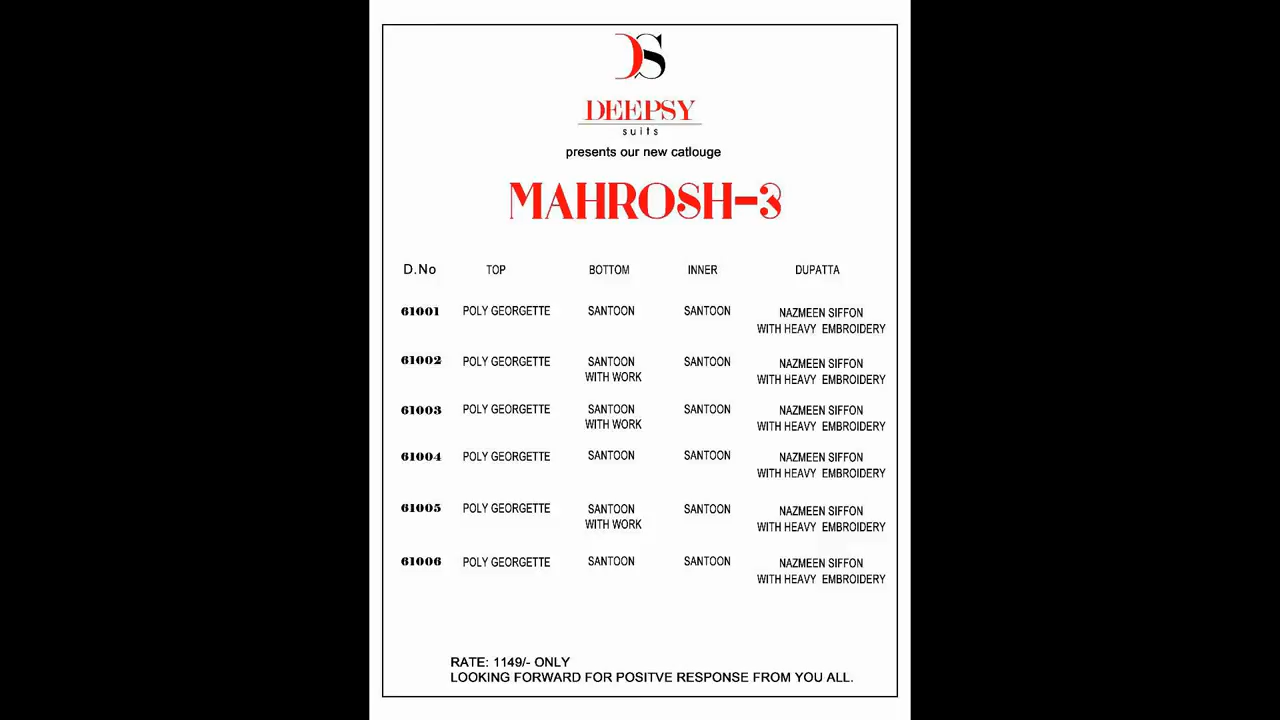 DS
DEEPSY
suits
presents our new catlouge
MAHROSH-3
D.No TOP BOTTOM INNER DUPATTA
61001 POLY GEORGETTE SANTOON SANTOON NAZMEEN SIFFON
WITH HEAVY EMBROIDERY
61002 POLY GEORGETTE SANTOON SANTOON NAZMEEN SIFFON
WITH WORK WITH HEAVY EMBROIDERY
61003 POLY GEORGETTE SANTOON SANTOON NAZMEEN SIFFON
WITH WORK WITH HEAVY EMBROIDERY
61004 POLY GEORGETTE SANTOON SANTOON NAZMEEN SIFFON
WITH HEAVY EMBROIDERY
61005 POLY GEORGETTE SANTOON SANTOON NAZMEEN SIFFON
WITH WORK WITH HEAVY EMBROIDERY
61006 POLY GEORGETTE SANTOON SANTOON NAZMEEN SIFFON
WITH HEAVY EMBROIDERY
RATE: 1149/- ONLY
LOOKING FORWARD FOR POSITVE RESPONSE FROM YOU ALL.